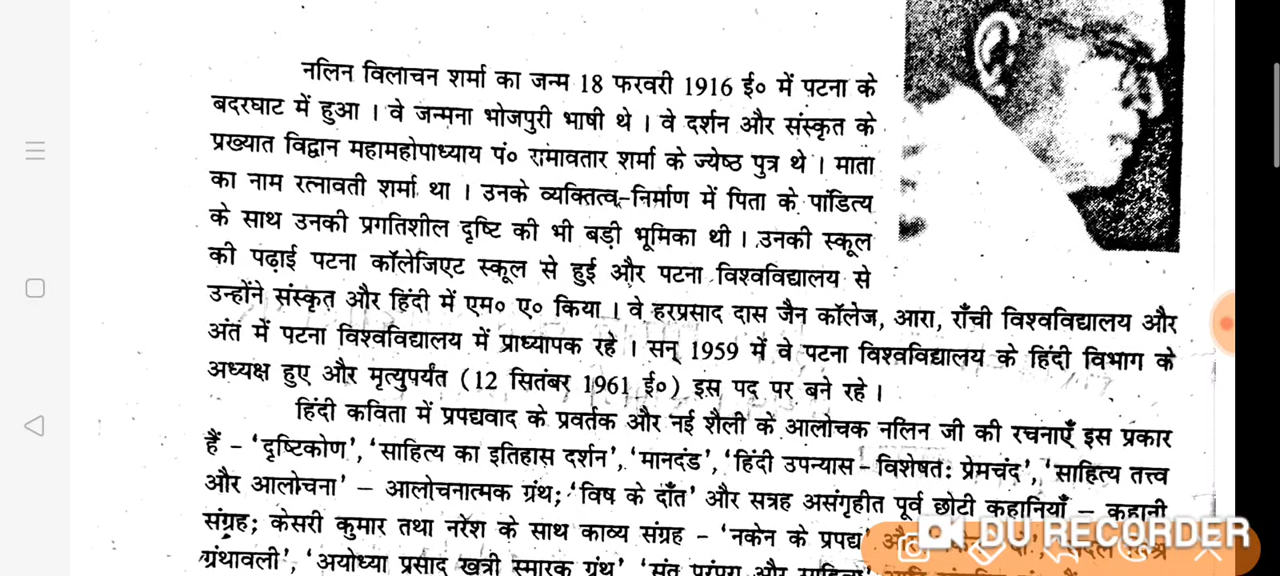 नलिन विलाचन शर्मा का जन्म 18 फरवरी 1916 ई० में पटना के
बदरघाट में हुआ । वे जन्मना भोजपुरी भाषी थे । वे दर्शन और संस्कृत के
प्रख्यात विद्वान महामहोपाध्याय पं० रामावतार शर्मा के ज्येष्ठ पुत्र थे । माता
का नाम रत्नावती शर्मा था । उनके व्यक्तित्व-निर्माण में पिता के पांडित्य
के साथ उनकी प्रगतिशील दृष्टि की भी बड़ी भूमिका थी । उनकी स्कूल
की पढ़ाई पटना कॉलेजिएट स्कूल से हुई और पटना विश्वविद्यालय से
उन्होंने संस्कृत और हिंदी में एम० ए० किया । वे हरप्रसाद दास जैन कॉलेज, आरा, राँची विश्वविद्यालय और
अंत में पटना विश्वविद्यालय में प्राध्यापक रहे । सन् 1959 में वे पटना विश्वविद्यालय के हिंदी विभाग के
अध्यक्ष हुए और मृत्युपर्यंत (12 सितंबर 1961 ई०) इस पद पर बने रहे ।
हिंदी कविता में प्रपद्यवाद के प्रवर्तक और नई शैली के आलोचक नलिन जी की रचनाएँ इस प्रकार
हैं – ‘दृष्टिकोण’, ‘साहित्य का इतिहास दर्शन’, ‘मानदंड’, ‘हिंदी उपन्यास – विशेषतः प्रेमचंद’, ‘साहित्य तत्त्व
और आलोचना’ – आलोचनात्मक ग्रंथ; ‘विष के दाँत’ और सत्रह असंगृहीत पूर्व छोटी कहानियाँ – कहानी
संग्रह; केसरी कुमार तथा नरेश के साथ काव्य संग्रह – ‘नकेन के प्रपद्य’
DU RECORDER
ग्रंथावली’, ‘अयोध्या प्रसाद खत्री स्मारक ग्रंथ’ ‘संत परंपरा और साहित्य’